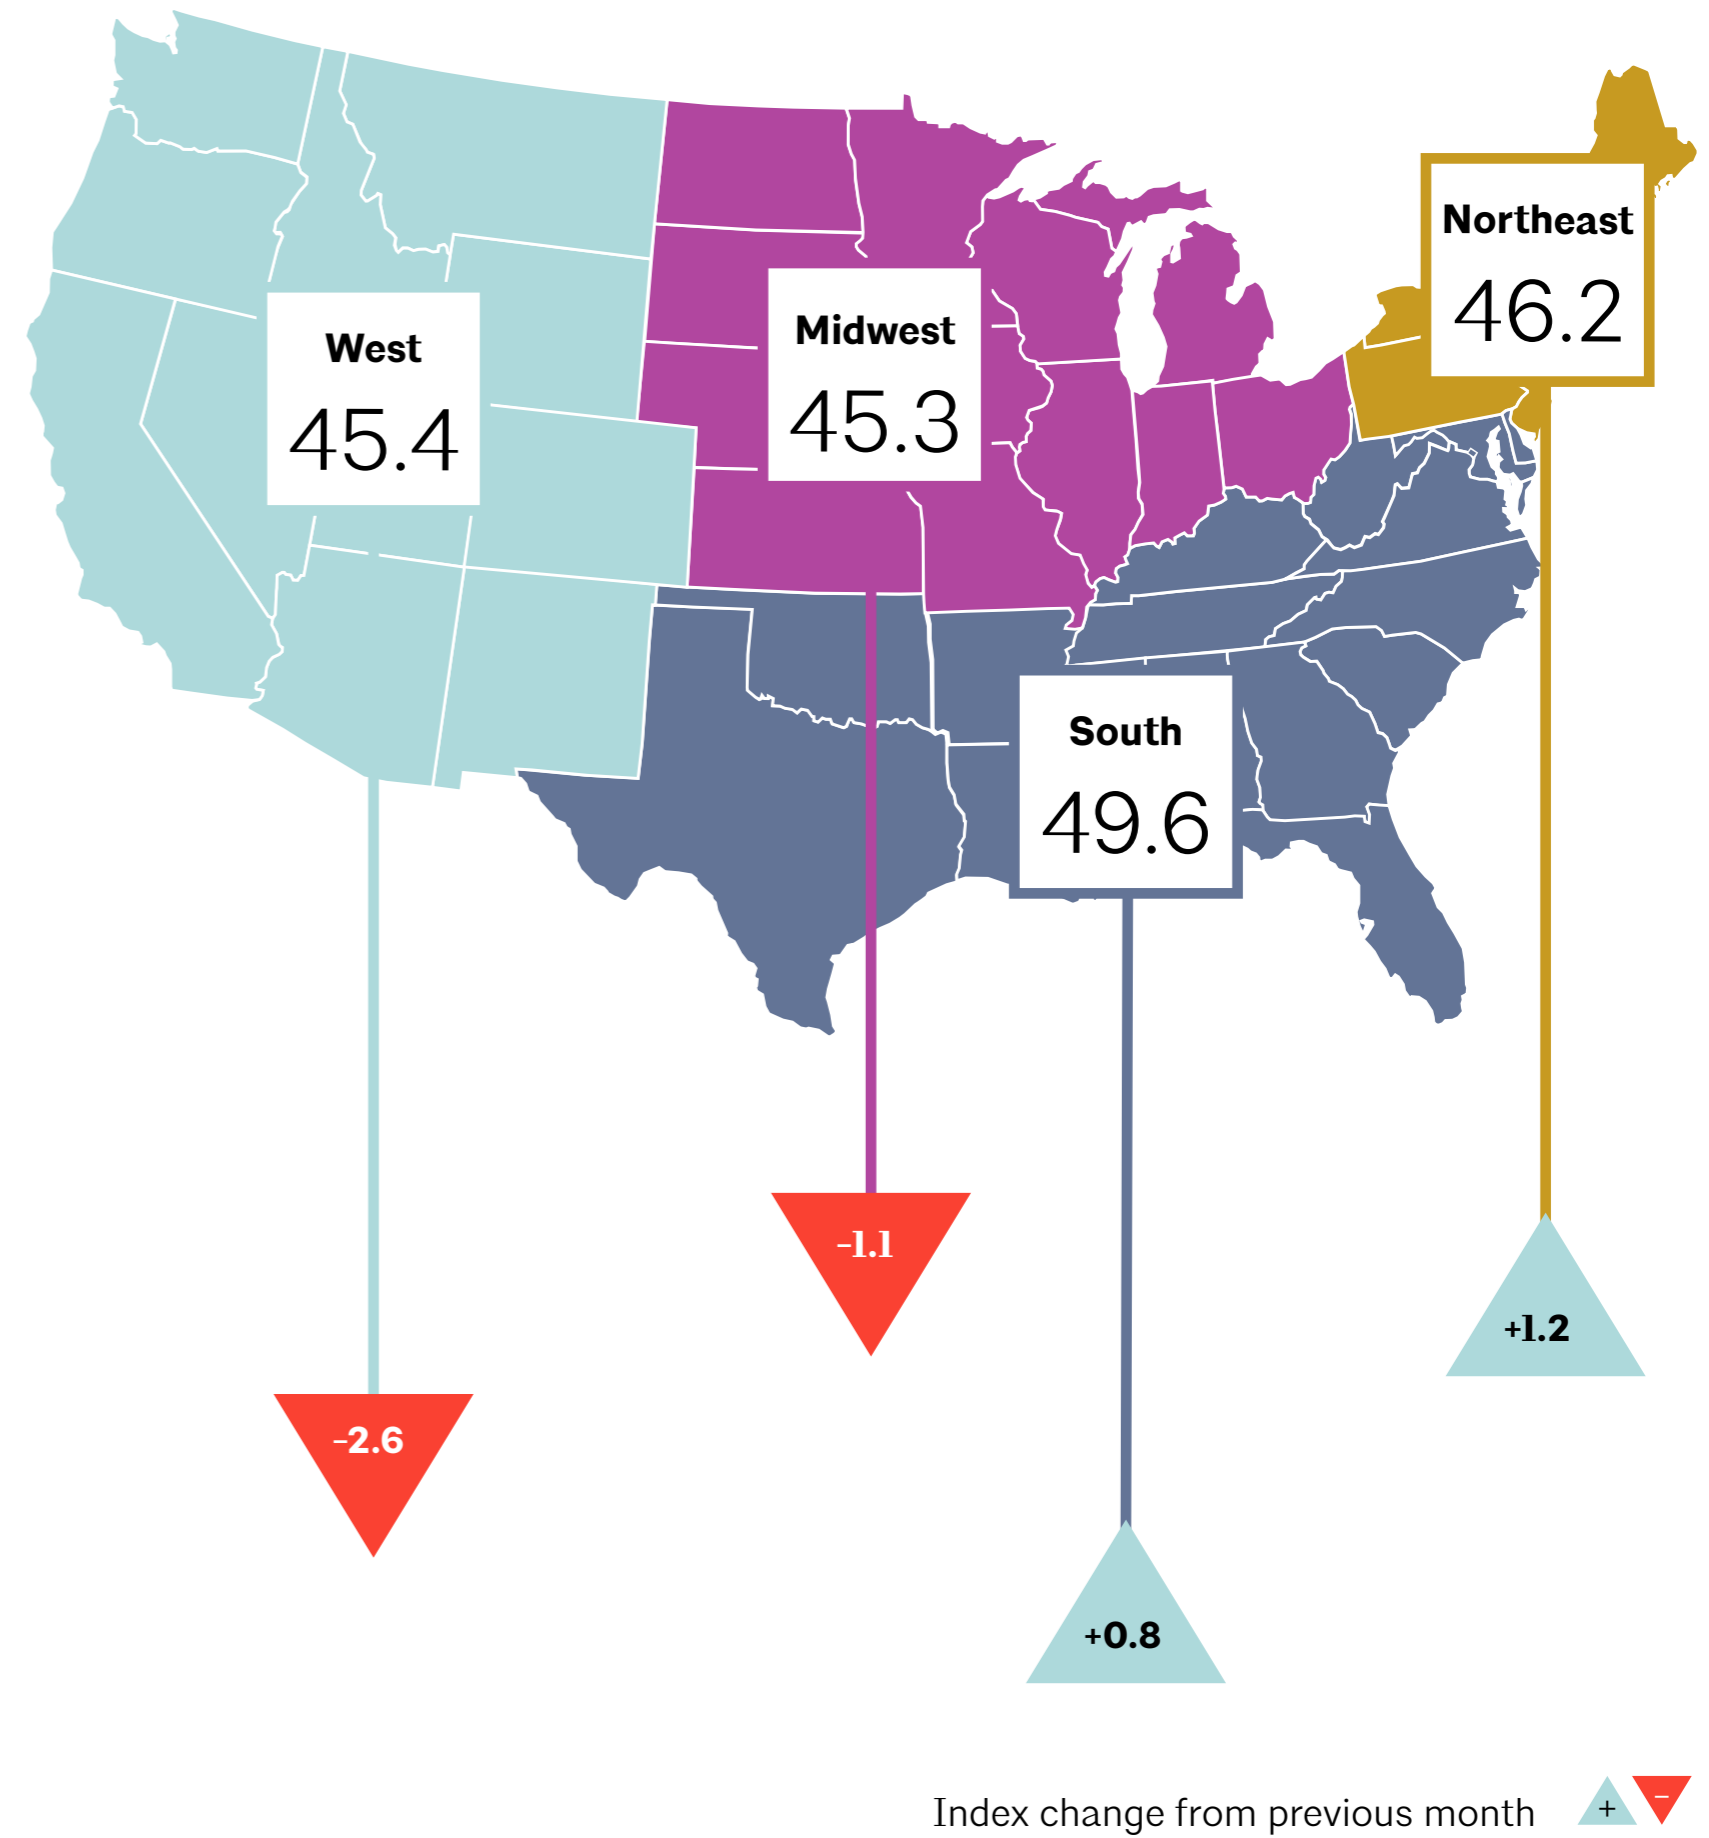 Northeast
46.2
Midwest
45.3
West
45.4
South
49.6
-1.1
+1.2
-2.6
+0.8
Index change from previous month
+
-